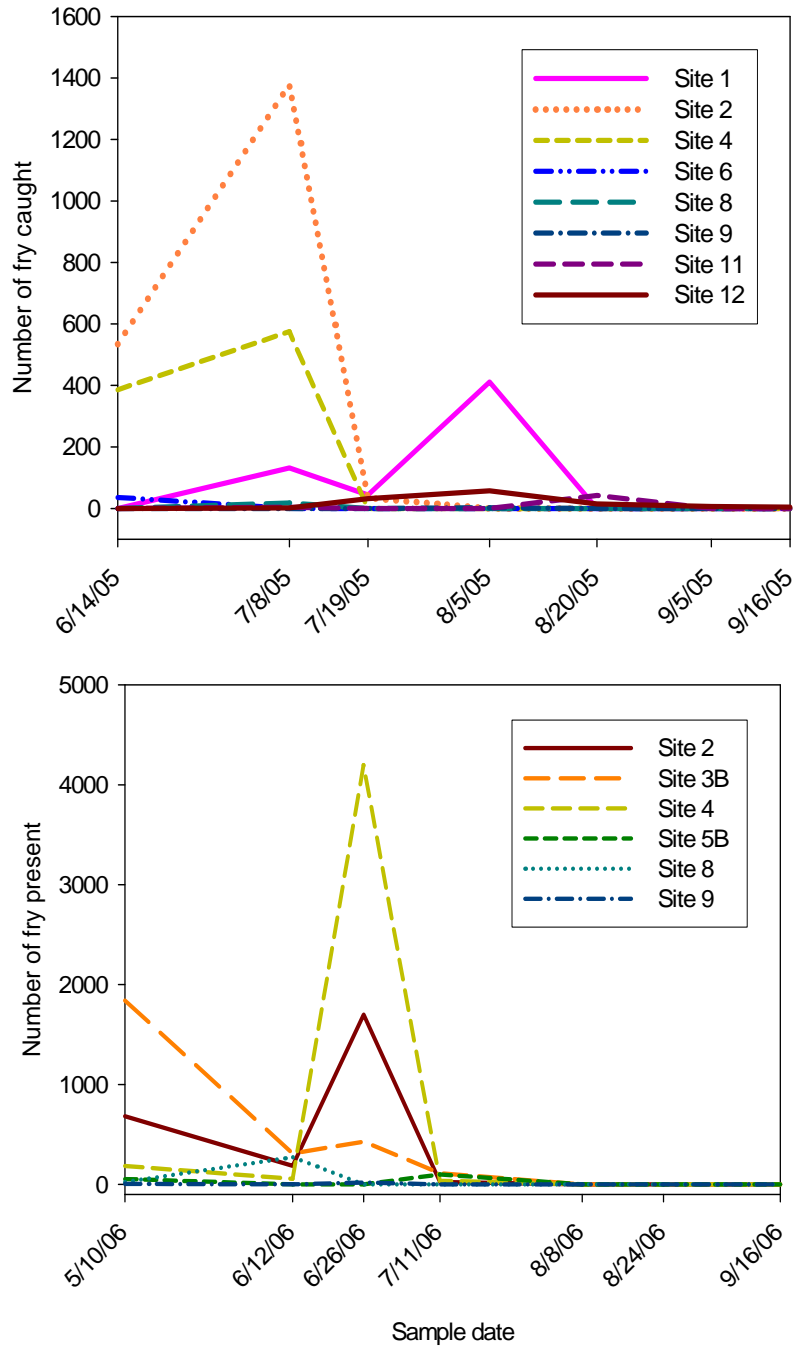 1600
1400
1200
1000
800
600
400
200
0
Number of fry caught
Site 1
Site 2
Site 4
Site 6
Site 8
Site 9
Site 11
Site 12
6/14/05
7/8/05
7/19/05
8/5/05
8/20/05
9/5/05
9/16/05
5000
4000
3000
2000
1000
0
Number of fry present
Site 2
Site 3B
Site 4
Site 5B
Site 8
Site 9
5/10/06
6/12/06
6/26/06
7/11/06
8/8/06
8/24/06
9/16/06
Sample date